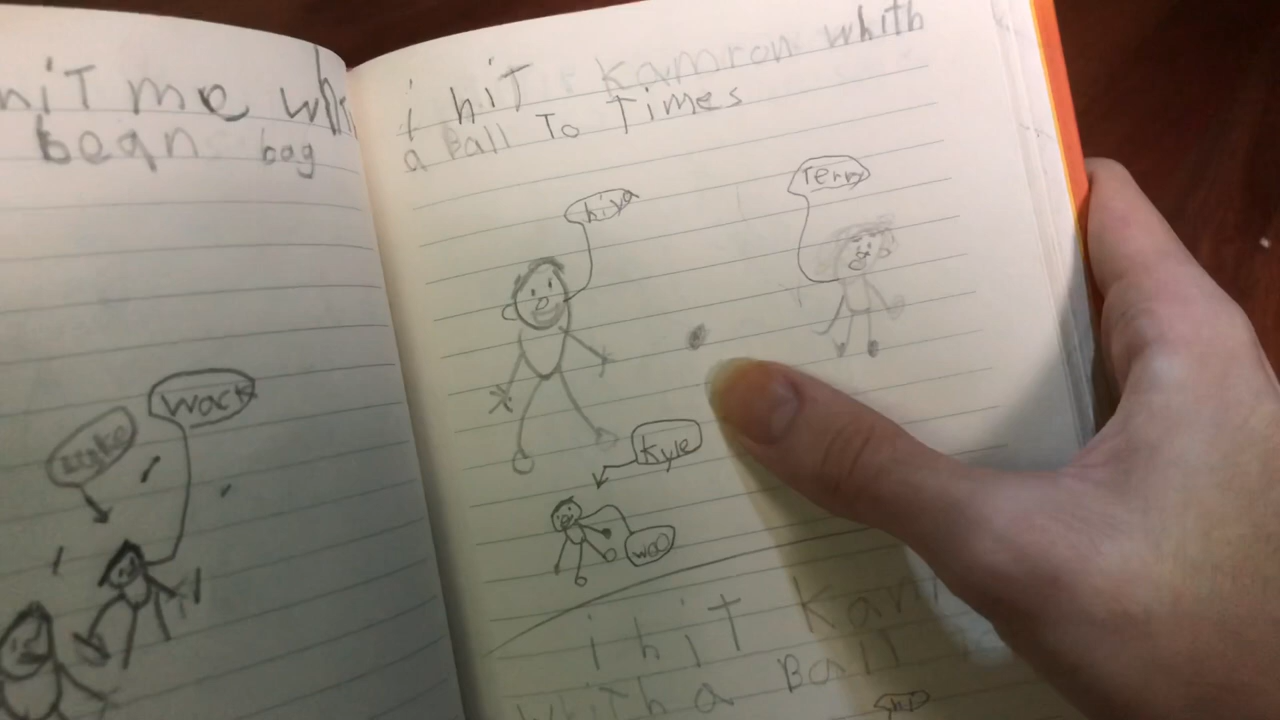 hit me whi
bean bag
wack
i hit Kamron whith
a Ball To Times
hiya
Terry
Kyle
woo
i hit Kam
whith a Ball
hi